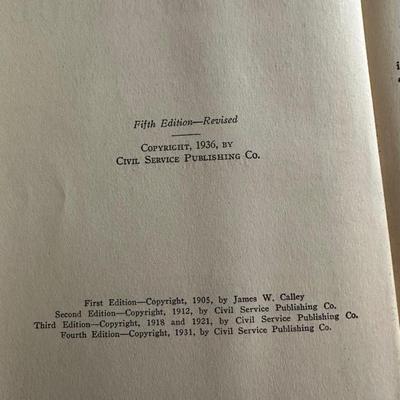 Fifth Edition—Revised
Copyright, 1936, by
Civil Service Publishing Co.
First Edition—Copyright, 1905, by James W. Calley
Second Edition—Copyright, 1912, by Civil Service Publishing Co.
Third Edition—Copyright, 1918 and 1921, by Civil Service Publishing Co.
Fourth Edition—Copyright, 1931, by Civil Service Publishing Co.